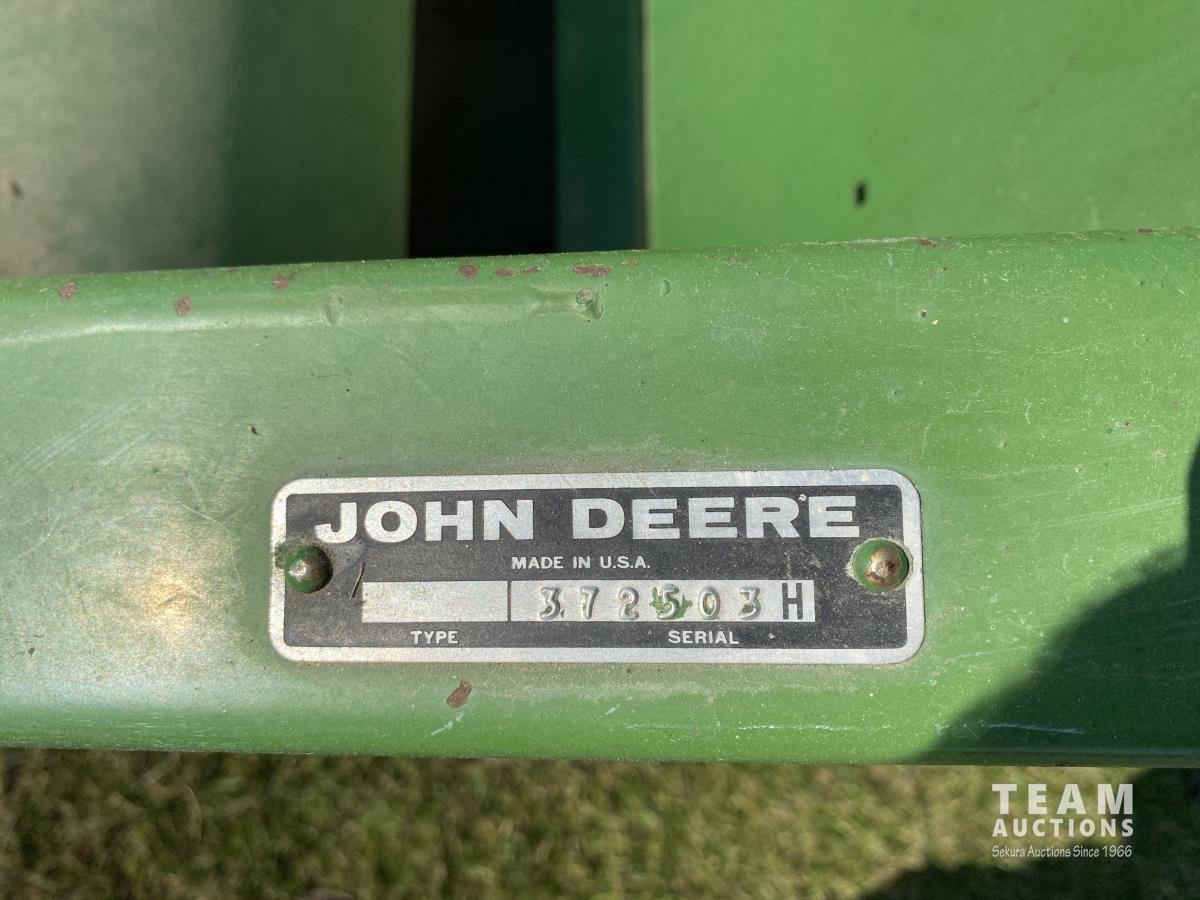 JOHN DEERE
MADE IN U.S.A.
372503H
TYPE SERIAL
TEAM
AUCTIONS
Sekura Auctions Since 1966